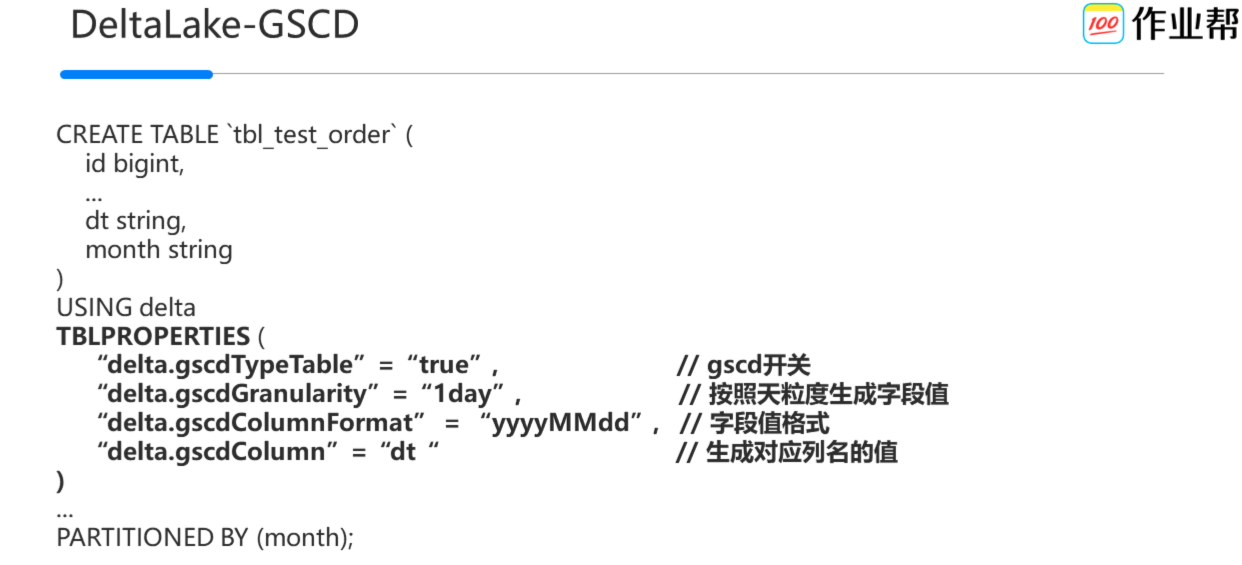 DeltaLake-GSCD
100 作业帮
CREATE TABLE `tbl_test_order` (
id bigint,
...
dt string,
month string
)
USING delta
TBLPROPERTIES (
“delta.gscdTypeTable” = “true”, // gscd开关
“delta.gscdGranularity” = “1day”, // 按照天粒度生成字段值
“delta.gscdColumnFormat” = “yyyyMMdd”, // 字段值格式
“delta.gscdColumn” = “dt “ // 生成对应列名的值
)
...
PARTITIONED BY (month);